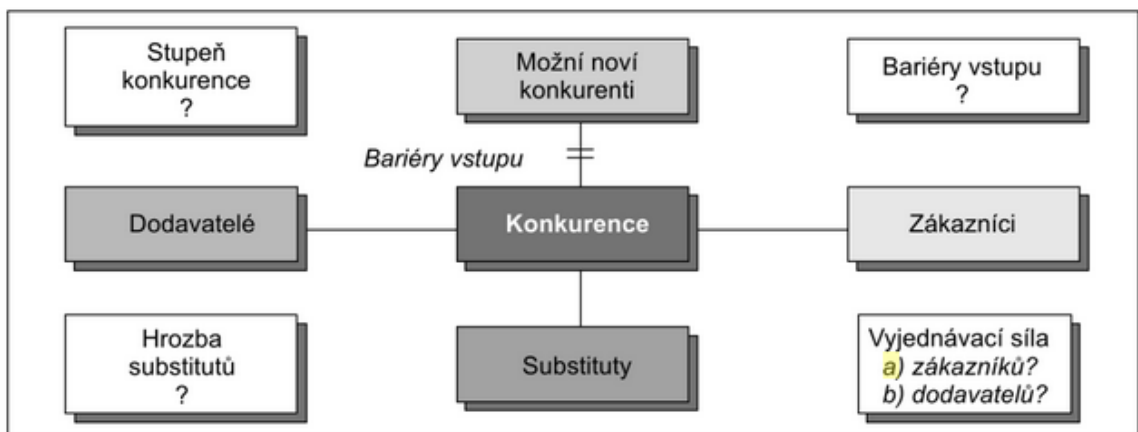 Stupeň
konkurence
?
Možní noví
konkurenti
Bariéry vstupu
?
Bariéry vstupu
Dodavatelé
Konkurence
Zákazníci
Hrozba
substitutů
?
Substituty
Vyjednávací síla
a) zákazníků?
b) dodavatelů?